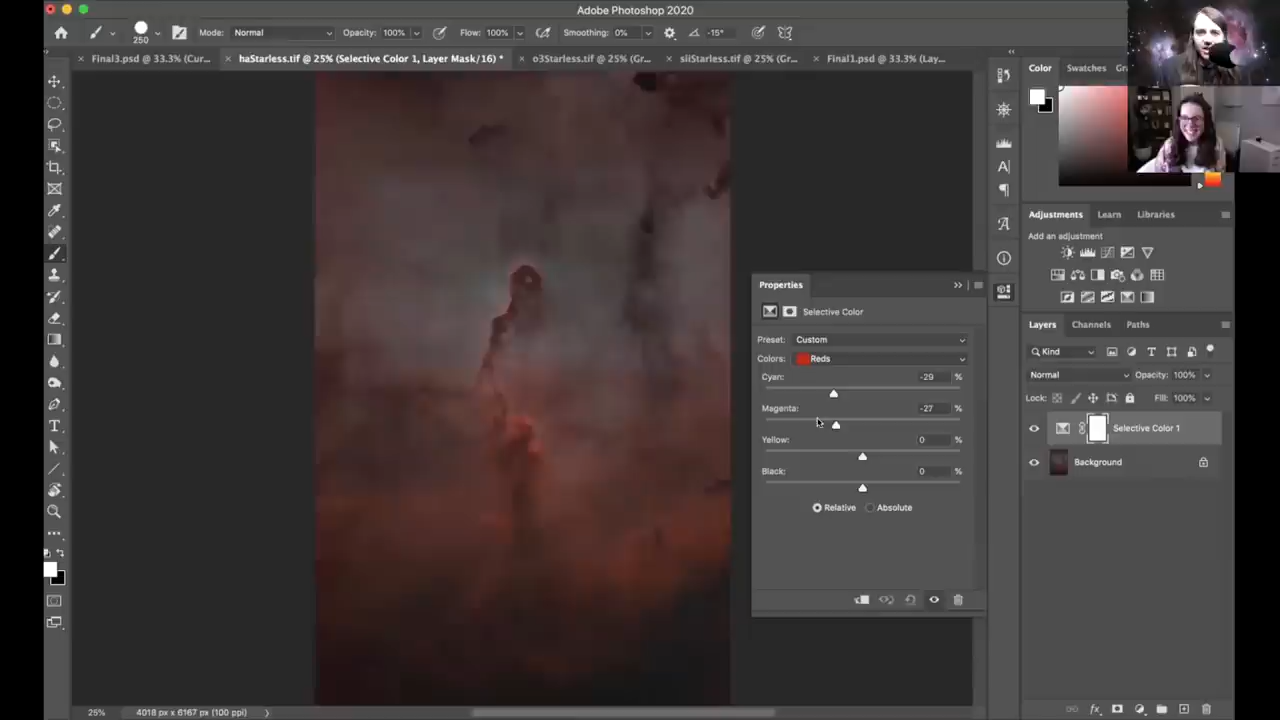 Adobe Photoshop 2020
250
Mode: Normal
Opacity: 100%
Flow: 100%
Smoothing: 0%
-15°
Final3.psd @ 33.3% (Cur...
haStarless.tif @ 25% (Selective Color 1, Layer Mask/16) *
o3Starless.tif @ 25% (Gr...
siiStarless.tif @ 25% (Gr...
Final1.psd @ 33.3% (Lay...
Color
Swatches
Gr
Adjustments
Learn
Libraries
Add an adjustment
Properties
Selective Color
Preset: Custom
Colors: Reds
Cyan: -29 %
Magenta: -27 %
Yellow: 0 %
Black: 0 %
Relative
Absolute
Layers
Channels
Paths
Kind
Normal
Opacity: 100%
Lock:
Fill: 100%
Selective Color 1
Background
fx
25%
4018 px x 6167 px (100 ppi)